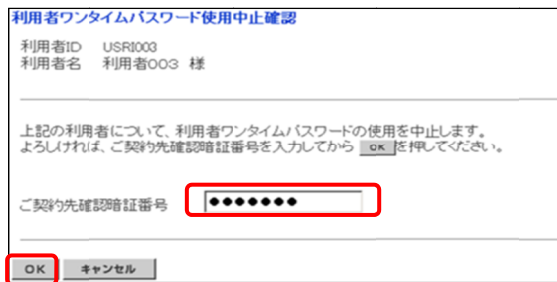 利用者ワンタイムパスワード使用中止確認
利用者ID USRI003
利用者名 利用者003 様
上記の利用者について、利用者ワンタイムパスワードの使用を中止します。
よろしければ、ご契約先確認暗証番号を入力してから OK を押してください。
ご契約先確認暗証番号 ●●●●●●●
OK キャンセル